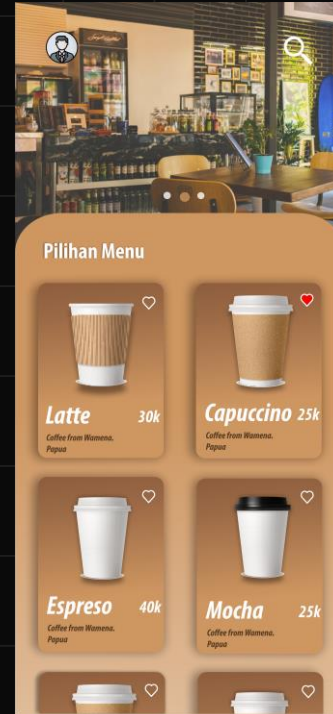 Pilihan Menu
Latte 30k
Coffee from Wamena.
Papua
Capuccino 25k
Coffee from Wamena.
Papua
Espreso 40k
Coffee from Wamena.
Papua
Mocha 25k
Coffee from Wamena.
Papua